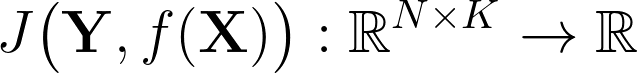 J(𝐘, f(𝐗)) : ℝ^{N×K} → ℝ